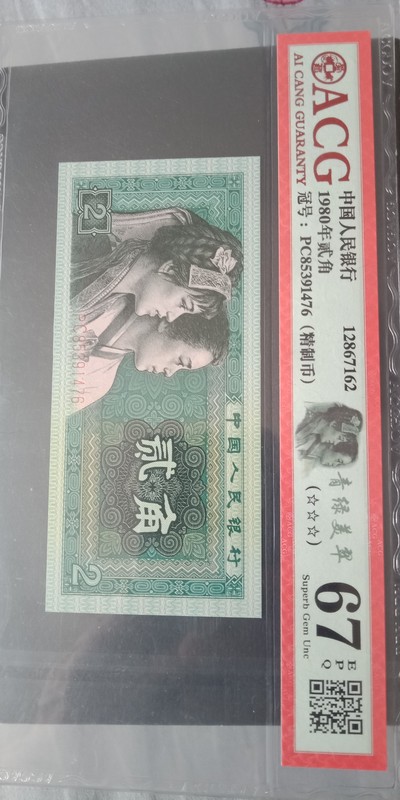 ACG
AI CANG GUARANTY
中国人民银行
1980年贰角
冠号：PC85391476（精制币）
12867162
青绿美翠
（☆☆☆）
67
EPQ
Superb Gem Unc
2
中国人民银行
贰角
PC85391476
2